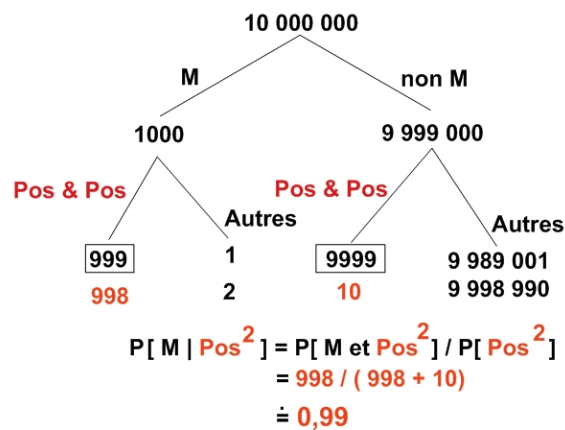 10 000 000
M non M
1000 9 999 000
Pos & Pos Pos & Pos
Autres Autres
999 1 9999 9 989 001
998 2 10 9 998 990
P[ M | Pos² ] = P[ M et Pos² ] / P[ Pos² ]
= 998 / ( 998 + 10)
≐ 0,99